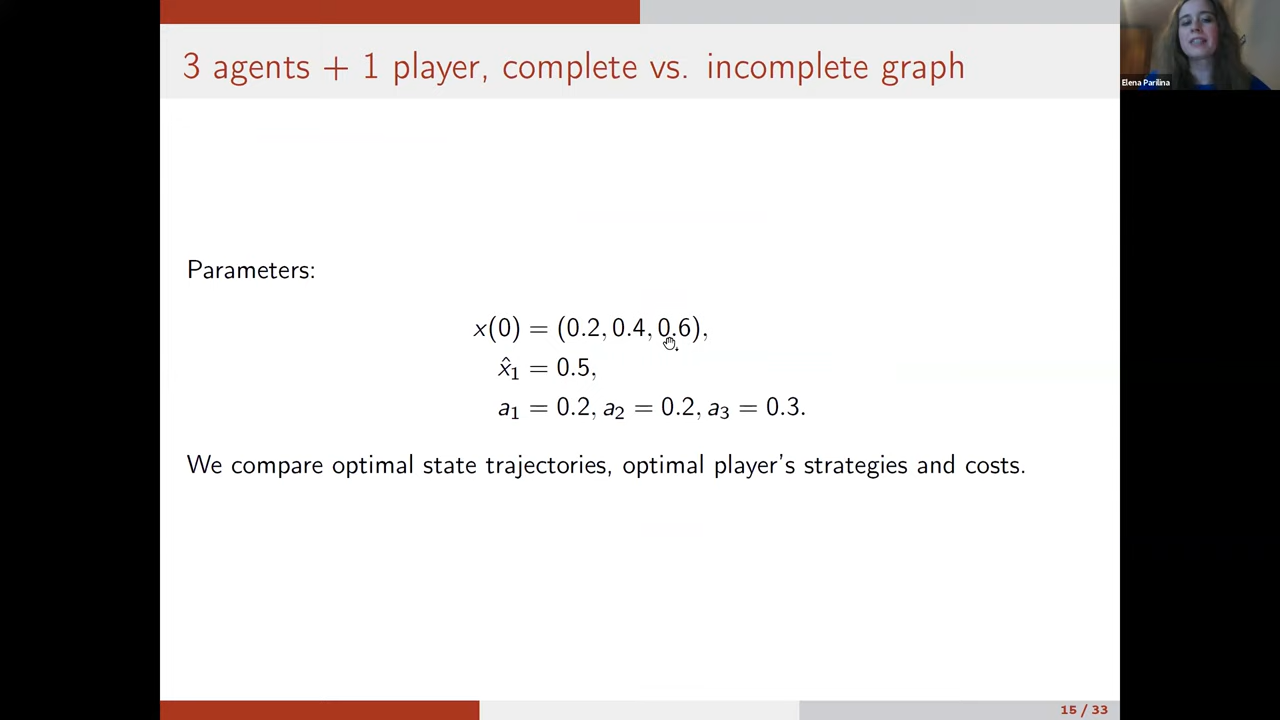 3 agents + 1 player, complete vs. incomplete graph
Elena Parilina
Parameters:
x(0) = (0.2, 0.4, 0.6),
x̂₁ = 0.5,
a₁ = 0.2, a₂ = 0.2, a₃ = 0.3.
We compare optimal state trajectories, optimal player's strategies and costs.
15 / 33